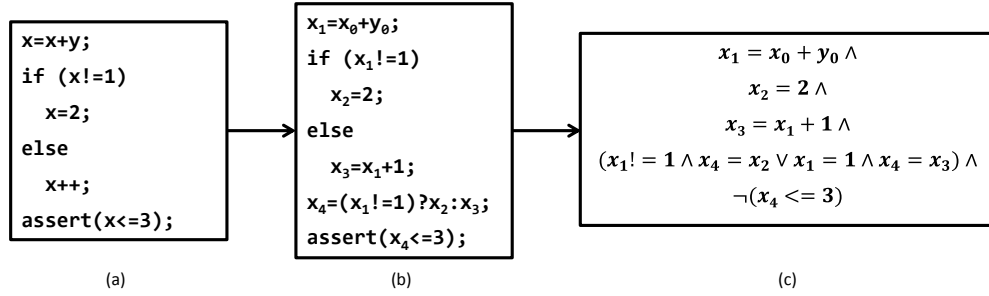 x=x+y;
if (x!=1)
x=2;
else
x++;
assert(x<=3);
(a)
x₁=x₀+y₀;
if (x₁!=1)
x₂=2;
else
x₃=x₁+1;
x₄=(x₁!=1)?x₂:x₃;
assert(x₄<=3);
(b)
x₁ = x₀ + y₀ ∧
x₂ = 2 ∧
x₃ = x₁ + 1 ∧
(x₁! = 1 ∧ x₄ = x₂ ∨ x₁ = 1 ∧ x₄ = x₃) ∧
¬(x₄ <= 3)
(c)